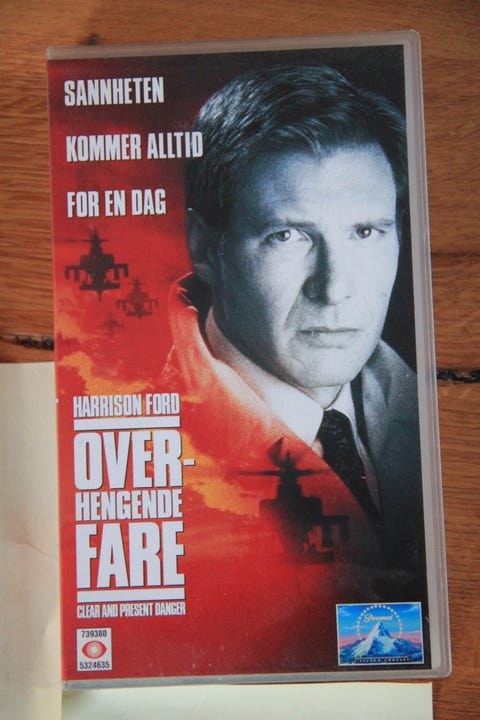 SANNHETEN
KOMMER ALLTID
FOR EN DAG
HARRISON FORD
OVER-
HENGENDE
FARE
CLEAR AND PRESENT DANGER
739380
5324635
Paramount